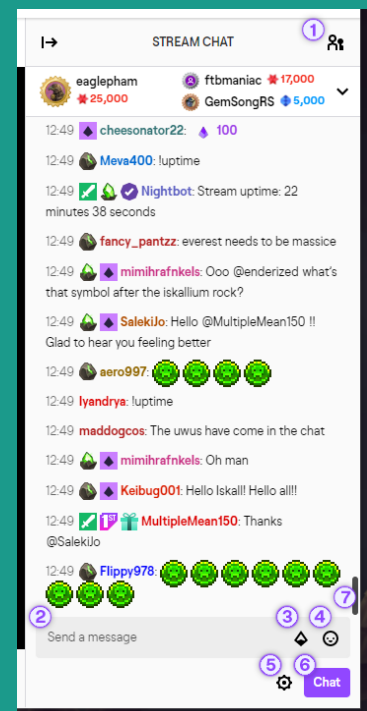 1
STREAM CHAT
eaglepham
25,000
ftbmaniac 17,000
GemSongRS 5,000
12:49 cheesonator22: 100
12:49 Meva400: !uptime
12:49 Nightbot: Stream uptime: 22
minutes 38 seconds
12:49 fancy_pantzz: everest needs to be massice
12:49 mimihrafnkels: Ooo @enderized what's
that symbol after the iskallium rock?
12:49 SalekiJo: Hello @MultipleMean150 !!
Glad to hear you feeling better
12:49 aero997:
12:49 lyandrya: !uptime
12:49 maddogcos: The uwus have come in the chat
12:49 mimihrafnkels: Oh man
12:49 Keibug001: Hello Iskall! Hello all!!
12:49 MultipleMean150: Thanks
@SalekiJo
12:49 Flippy978:
7
2 3 4
Send a message
5 6
Chat